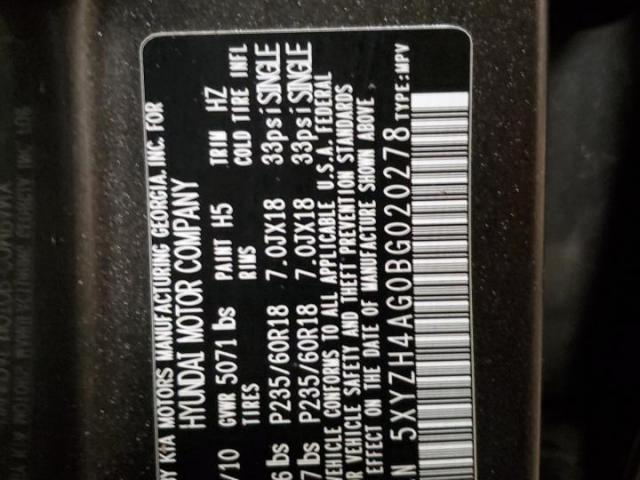 BY KIA MOTORS MANUFACTURING GEORGIA, INC. FOR
HYUNDAI MOTOR COMPANY
/10 GVWR 5071 bs PAINT H5 TRIM HZ
TIRES RIMS COLD TIRE INFL
6 bs P235/60R18 7.0JX18 33psi SINGLE
7 bs P235/60R18 7.0JX18 33psi SINGLE
VEHICLE CONFORMS TO ALL APPLICABLE U.S.A. FEDERAL
R VEHICLE SAFETY AND THEFT PREVENTION STANDARDS
EFFECT ON THE DATE OF MANUFACTURE SHOWN ABOVE
N 5XYZH4AG0BG020278 TYPE:MPV